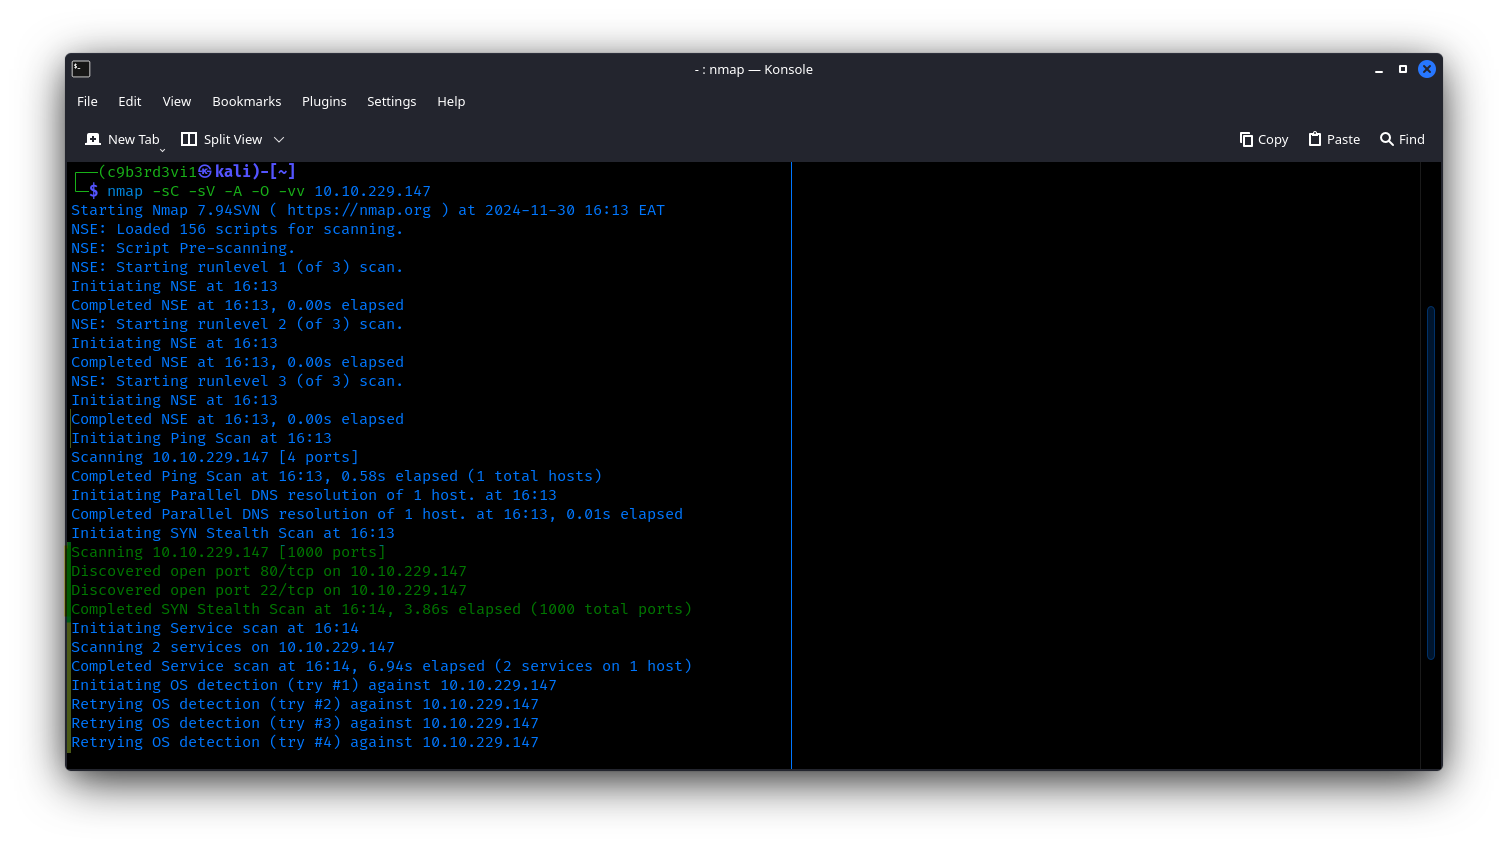 - : nmap — Konsole
File Edit View Bookmarks Plugins Settings Help
New Tab Split View Copy Paste Find
┌──(c9b3rd3vi1㉿kali)-[~]
└─$ nmap -sC -sV -A -O -vv 10.10.229.147
Starting Nmap 7.94SVN ( https://nmap.org ) at 2024-11-30 16:13 EAT
NSE: Loaded 156 scripts for scanning.
NSE: Script Pre-scanning.
NSE: Starting runlevel 1 (of 3) scan.
Initiating NSE at 16:13
Completed NSE at 16:13, 0.00s elapsed
NSE: Starting runlevel 2 (of 3) scan.
Initiating NSE at 16:13
Completed NSE at 16:13, 0.00s elapsed
NSE: Starting runlevel 3 (of 3) scan.
Initiating NSE at 16:13
Completed NSE at 16:13, 0.00s elapsed
Initiating Ping Scan at 16:13
Scanning 10.10.229.147 [4 ports]
Completed Ping Scan at 16:13, 0.58s elapsed (1 total hosts)
Initiating Parallel DNS resolution of 1 host. at 16:13
Completed Parallel DNS resolution of 1 host. at 16:13, 0.01s elapsed
Initiating SYN Stealth Scan at 16:13
Scanning 10.10.229.147 [1000 ports]
Discovered open port 80/tcp on 10.10.229.147
Discovered open port 22/tcp on 10.10.229.147
Completed SYN Stealth Scan at 16:14, 3.86s elapsed (1000 total ports)
Initiating Service scan at 16:14
Scanning 2 services on 10.10.229.147
Completed Service scan at 16:14, 6.94s elapsed (2 services on 1 host)
Initiating OS detection (try #1) against 10.10.229.147
Retrying OS detection (try #2) against 10.10.229.147
Retrying OS detection (try #3) against 10.10.229.147
Retrying OS detection (try #4) against 10.10.229.147